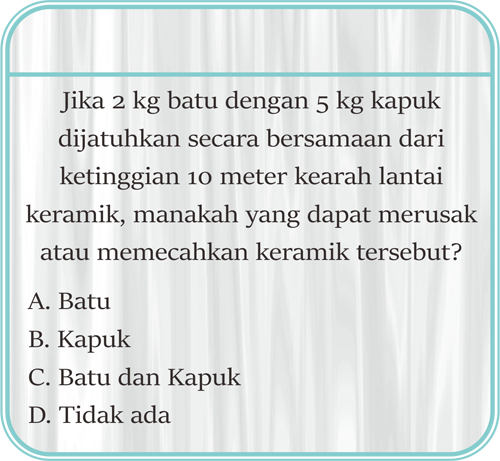 Jika 2 kg batu dengan 5 kg kapuk
dijatuhkan secara bersamaan dari
ketinggian 10 meter kearah lantai
keramik, manakah yang dapat merusak
atau memecahkan keramik tersebut?
A. Batu
B. Kapuk
C. Batu dan Kapuk
D. Tidak ada